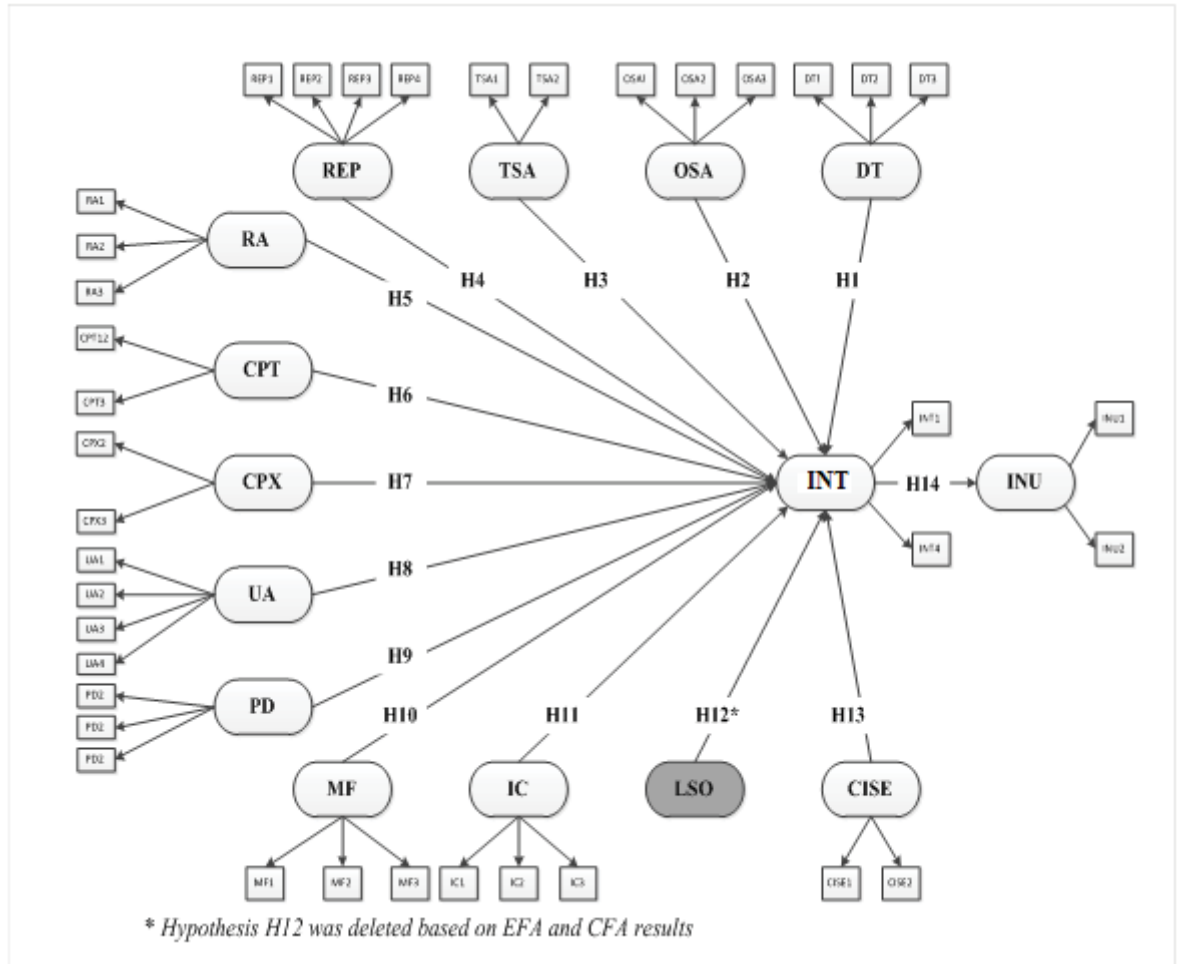 REP1 REP2 REP3 REP4 TSA1 TSA2 OSA1 OSA2 OSA3 DT1 DT2 DT3
REP TSA OSA DT
RA1
RA2
RA3
RA
H5 H4 H3 H2 H1
CPT12
CPT3
CPT
H6
CPX2
CPX3
CPX
H7
INT1
INT4
INT
H14
INU
INU1
INU2
UA1
UA2
UA3
UA4
UA
H8
PD2
PD2
PD2
PD
H9
H10 H11 H12* H13
MF IC LSO CISE
MF1 MF2 MF3 IC1 IC2 IC3 CISE1 CISE2
* Hypothesis H12 was deleted based on EFA and CFA results